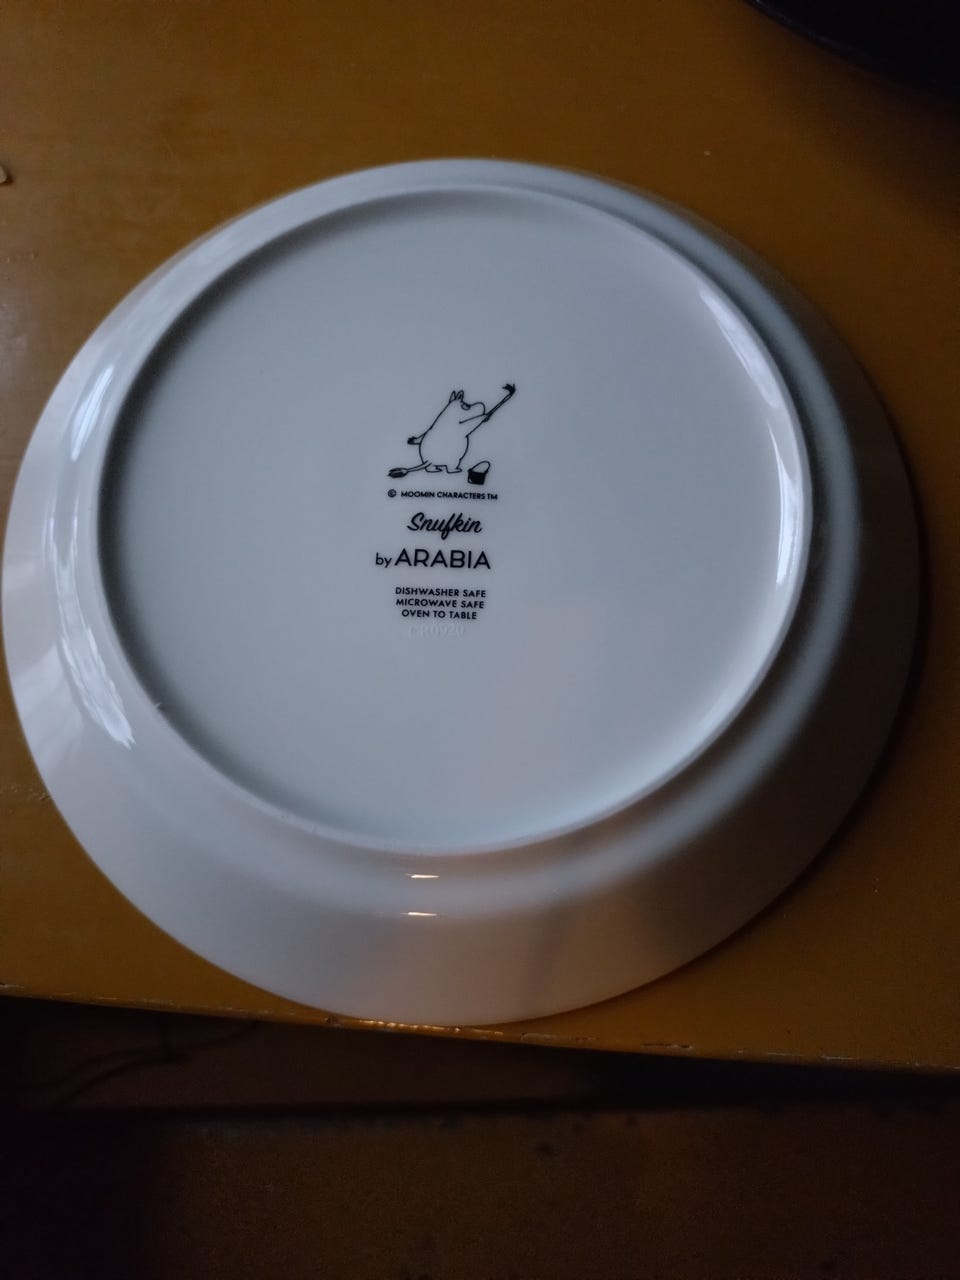 © MOOMIN CHARACTERS TM
Snufkin
by ARABIA
DISHWASHER SAFE
MICROWAVE SAFE
OVEN TO TABLE